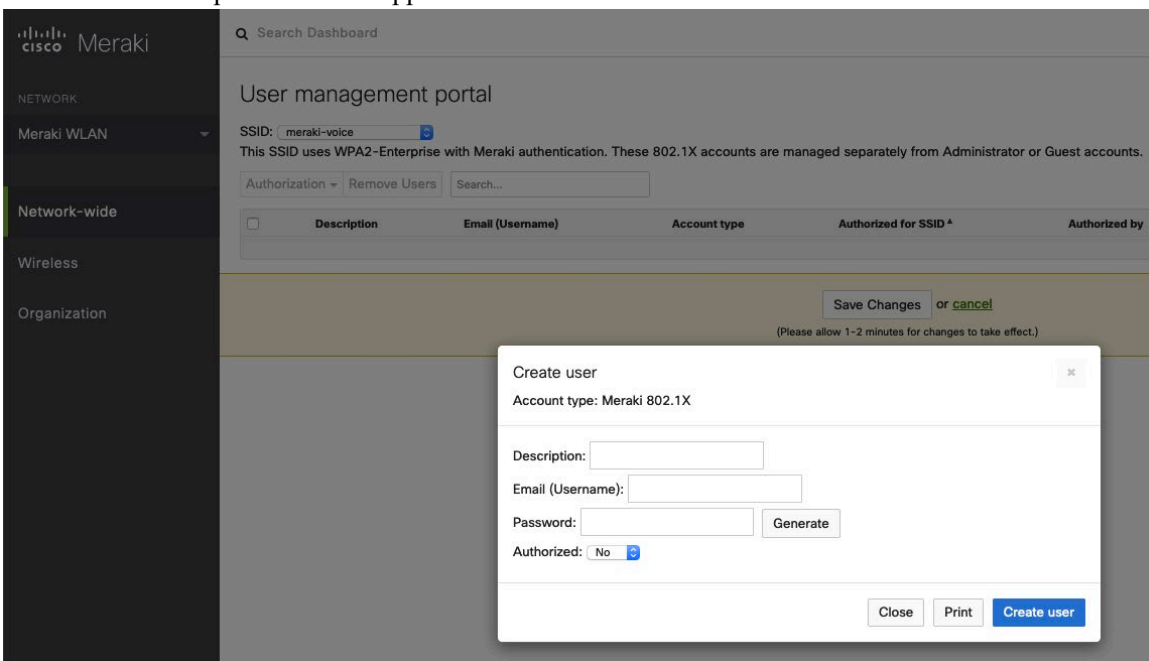 cisco Meraki
Search Dashboard
NETWORK
Meraki WLAN
Network-wide
Wireless
Organization
User management portal
SSID: meraki-voice
This SSID uses WPA2-Enterprise with Meraki authentication. These 802.1X accounts are managed separately from Administrator or Guest accounts.
Authorization Remove Users Search...
Description Email (Username) Account type Authorized for SSID Authorized by
Save Changes or cancel
(Please allow 1-2 minutes for changes to take effect.)
Create user
Account type: Meraki 802.1X
Description:
Email (Username):
Password: Generate
Authorized: No
Close Print Create user